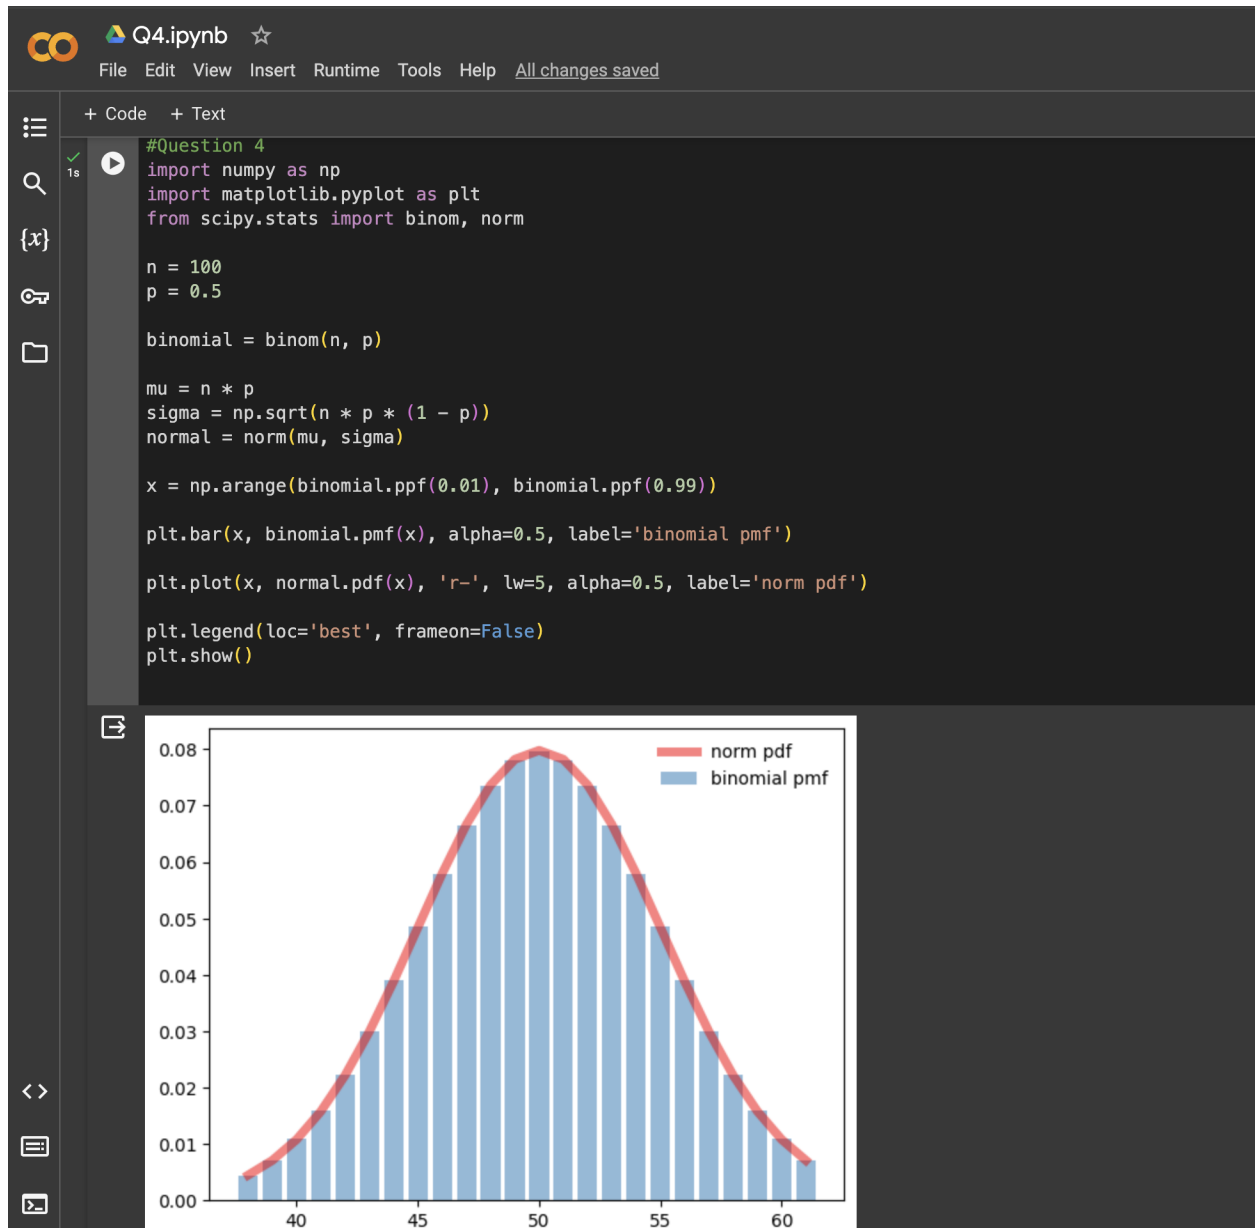 Q4.ipynb
File Edit View Insert Runtime Tools Help All changes saved
+ Code + Text
1s
{x}
#Question 4
import numpy as np
import matplotlib.pyplot as plt
from scipy.stats import binom, norm
n = 100
p = 0.5
binomial = binom(n, p)
mu = n * p
sigma = np.sqrt(n * p * (1 - p))
normal = norm(mu, sigma)
x = np.arange(binomial.ppf(0.01), binomial.ppf(0.99))
plt.bar(x, binomial.pmf(x), alpha=0.5, label='binomial pmf')
plt.plot(x, normal.pdf(x), 'r-', lw=5, alpha=0.5, label='norm pdf')
plt.legend(loc='best', frameon=False)
plt.show()
norm pdf
binomial pmf
0.08
0.07
0.06
0.05
0.04
0.03
0.02
0.01
0.00
40 45 50 55 60